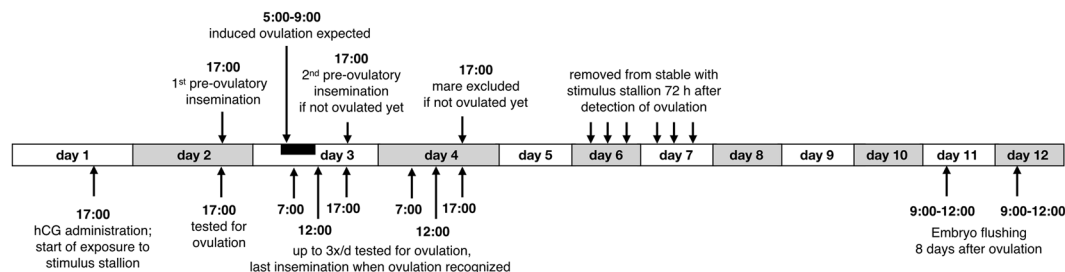 5:00-9:00
induced ovulation expected
17:00
1st pre-ovulatory
insemination
17:00
2nd pre-ovulatory
insemination
if not ovulated yet
17:00
mare excluded
if not ovulated yet
removed from stable with
stimulus stallion 72 h after
detection of ovulation
day 1
day 2
day 3
day 4
day 5
day 6
day 7
day 8
day 9
day 10
day 11
day 12
17:00
hCG administration;
start of exposure to
stimulus stallion
17:00
tested for
ovulation
7:00
12:00
17:00
7:00
12:00
17:00
up to 3x/d tested for ovulation,
last insemination when ovulation recognized
9:00-12:00
9:00-12:00
Embryo flushing
8 days after ovulation